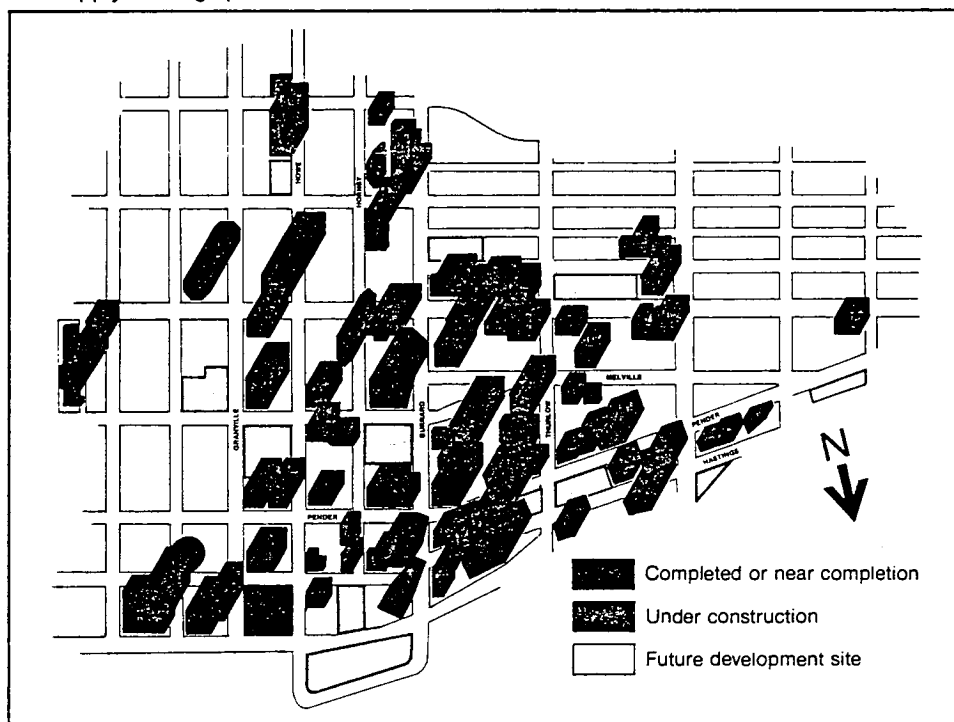 HOWE
HORNBY
GRANVILLE
BURRARD
THURLOW
MELVILLE
PENDER
HASTINGS
PENDER
N
Completed or near completion
Under construction
Future development site